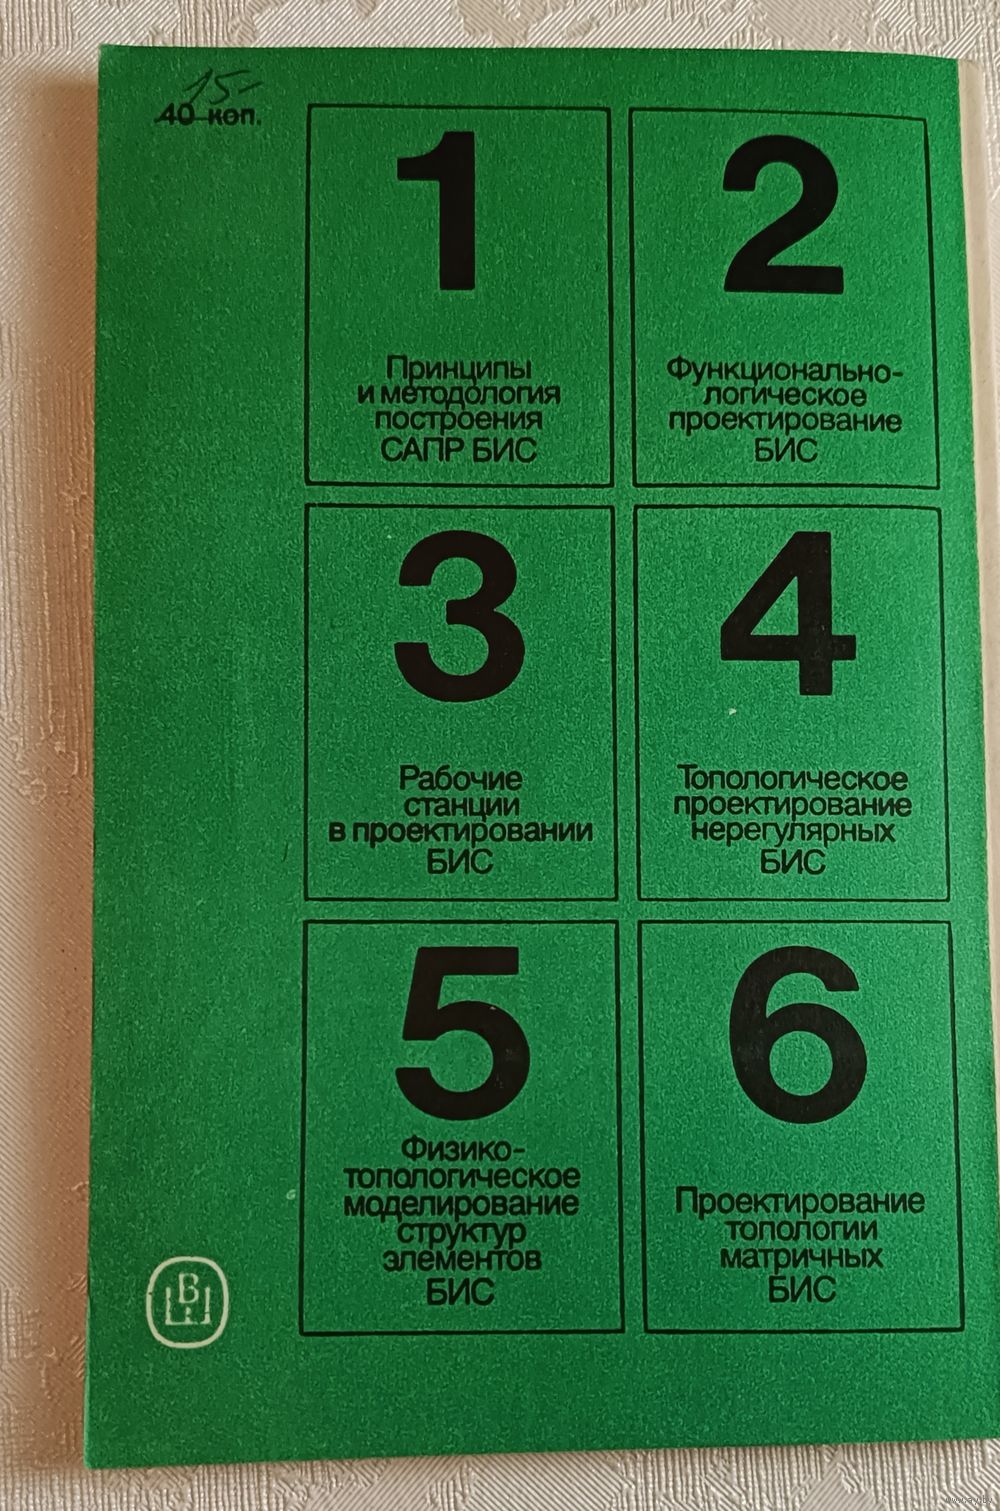 15-
40 коп.
1
Принципы
и методология
построения
САПР БИС
2
Функционально-
логическое
проектирование
БИС
3
Рабочие
станции
в проектировании
БИС
4
Топологическое
проектирование
нерегулярных
БИС
5
Физико-
топологическое
моделирование
структур
элементов
БИС
6
Проектирование
топологии
матричных
БИС